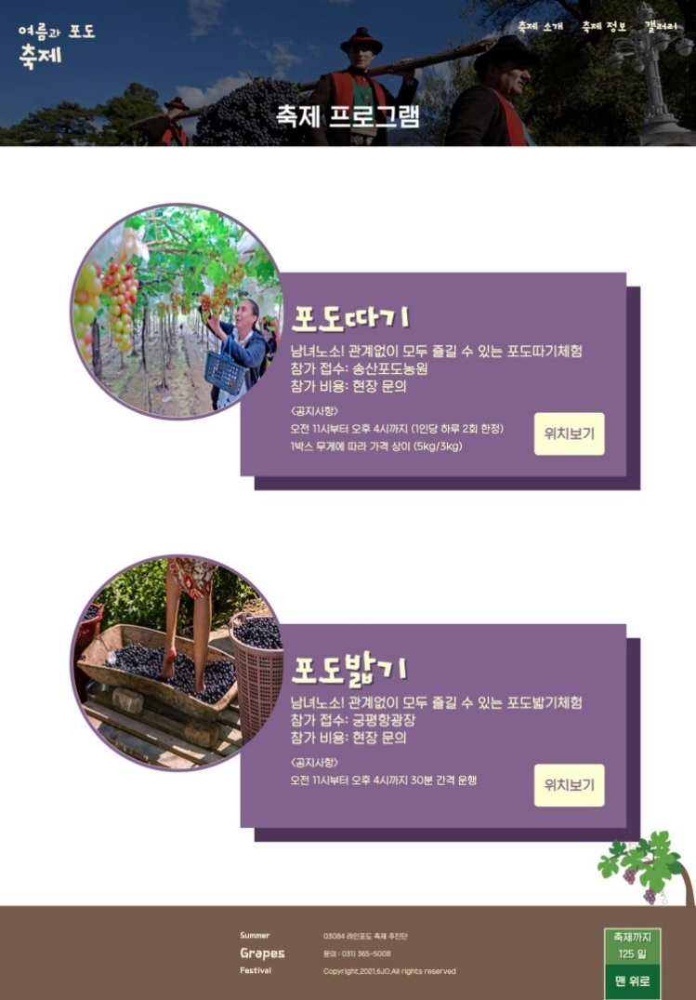 여름과 포도
축제
축제 소개 축제 정보 갤러리
축제 프로그램
포도따기
남녀노소! 관계없이 모두 즐길 수 있는 포도따기체험
참가 접수: 송산포도농원
참가 비용: 현장 문의
<공지사항>
오전 11시부터 오후 4시까지 (1인당 하루 2회 한정)
1박스 무게에 따라 가격 상이 (5kg/3kg)
위치보기
포도밟기
남녀노소! 관계없이 모두 즐길 수 있는 포도밟기체험
참가 접수: 궁평항광장
참가 비용: 현장 문의
<공지사항>
오전 11시부터 오후 4시까지 30분 간격 운행
위치보기
Summer
Grapes
Festival
03084 라인포도 축제 추진단
문의 : 031) 365-5008
Copyright,2021,6JO,All rights reserved
축제까지
125 일
맨 위로